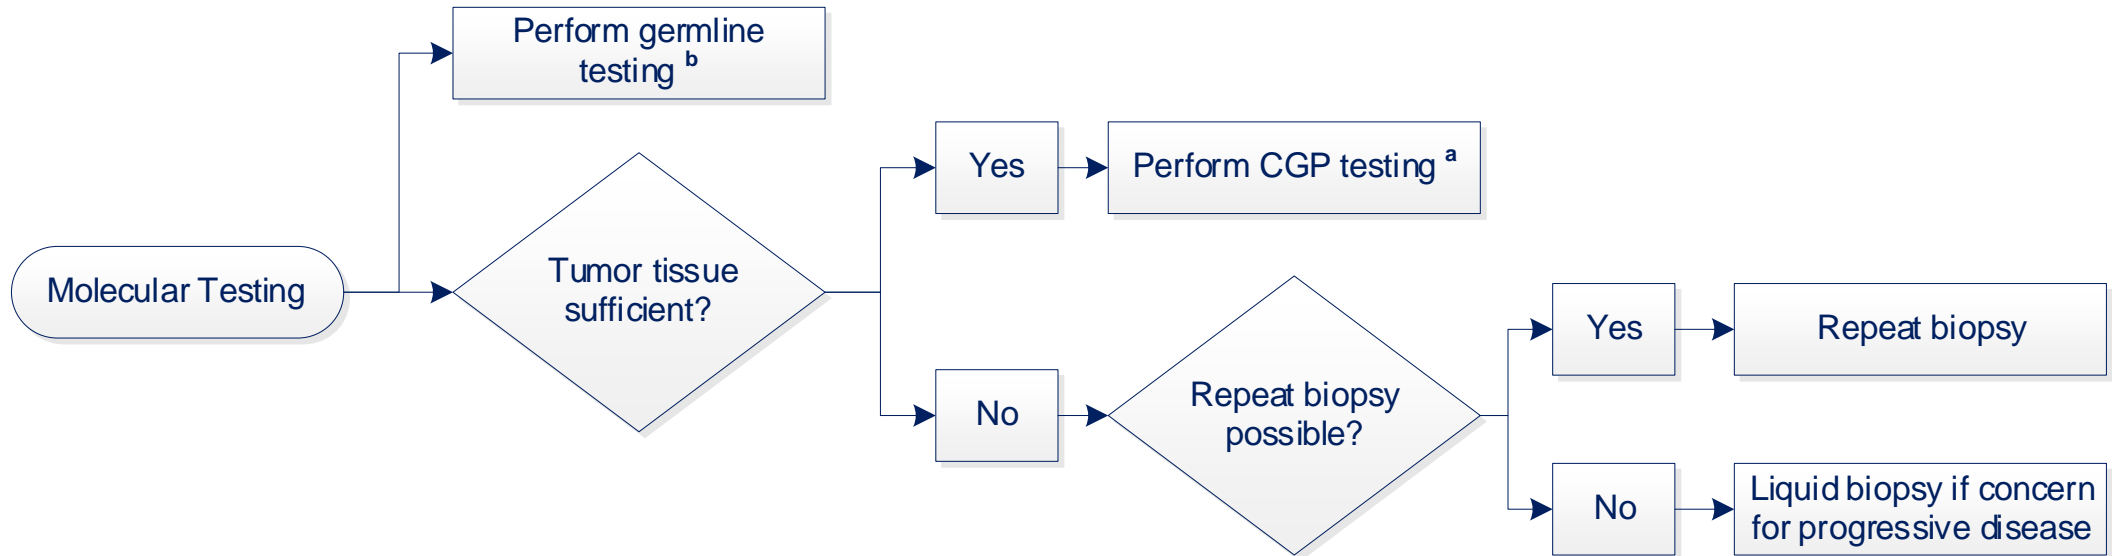 Perform germline
testing b
Yes
Perform CGP testing a
Molecular Testing
Tumor tissue
sufficient?
Yes
Repeat biopsy
No
Repeat biopsy
possible?
No
Liquid biopsy if concern
for progressive disease